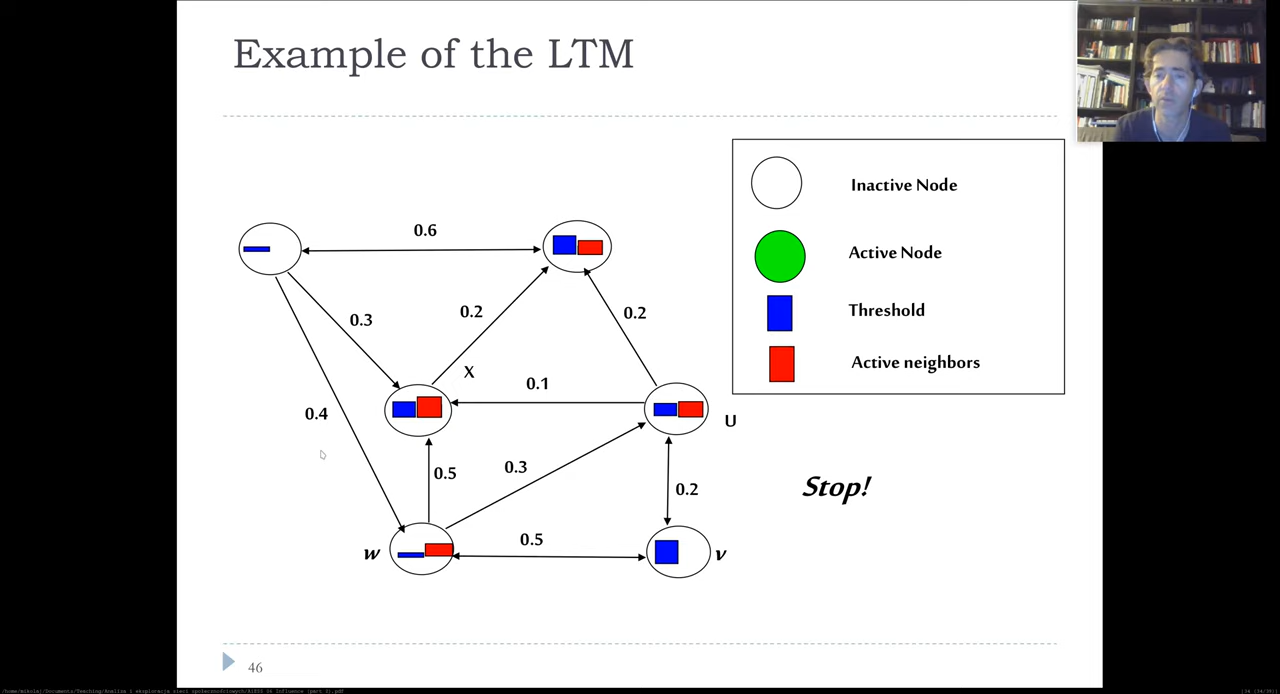 Example of the LTM
Inactive Node
Active Node
Threshold
Active neighbors
0.6
0.3
0.2
0.2
X
0.1
0.4
U
0.5
0.3
0.2
Stop!
w
0.5
v
46